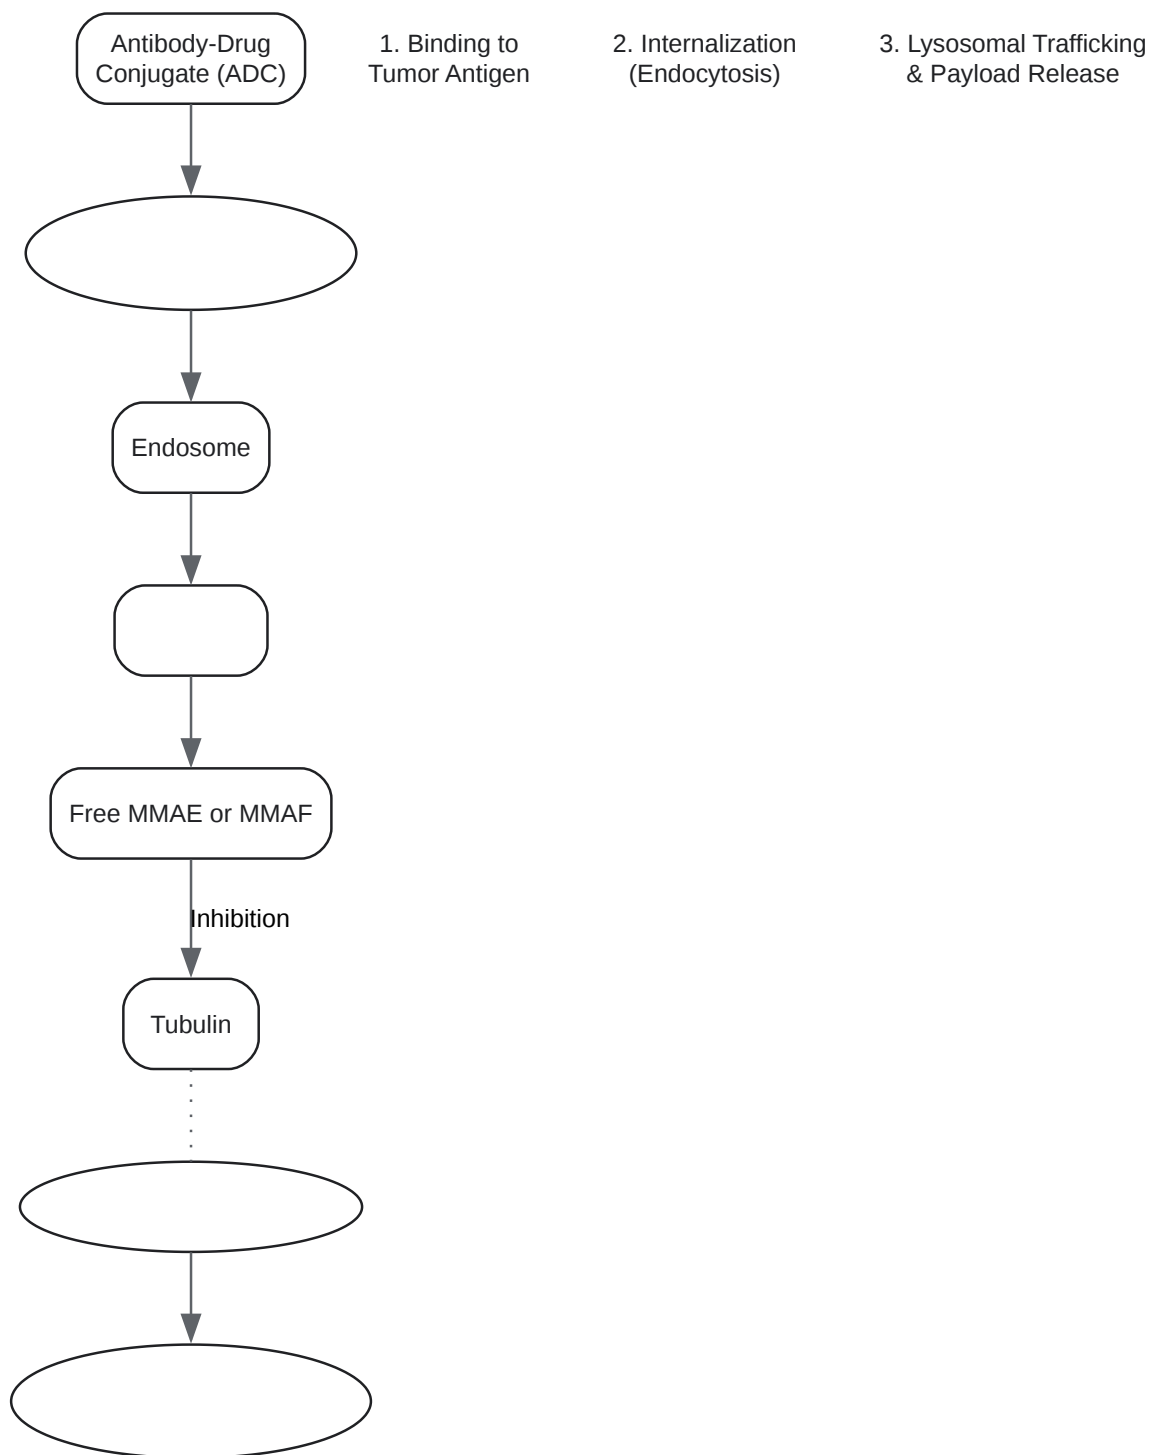 Antibody-Drug
Conjugate (ADC)
1. Binding to
Tumor Antigen
2. Internalization
(Endocytosis)
3. Lysosomal Trafficking
& Payload Release
Endosome
Free MMAE or MMAF
Inhibition
Tubulin